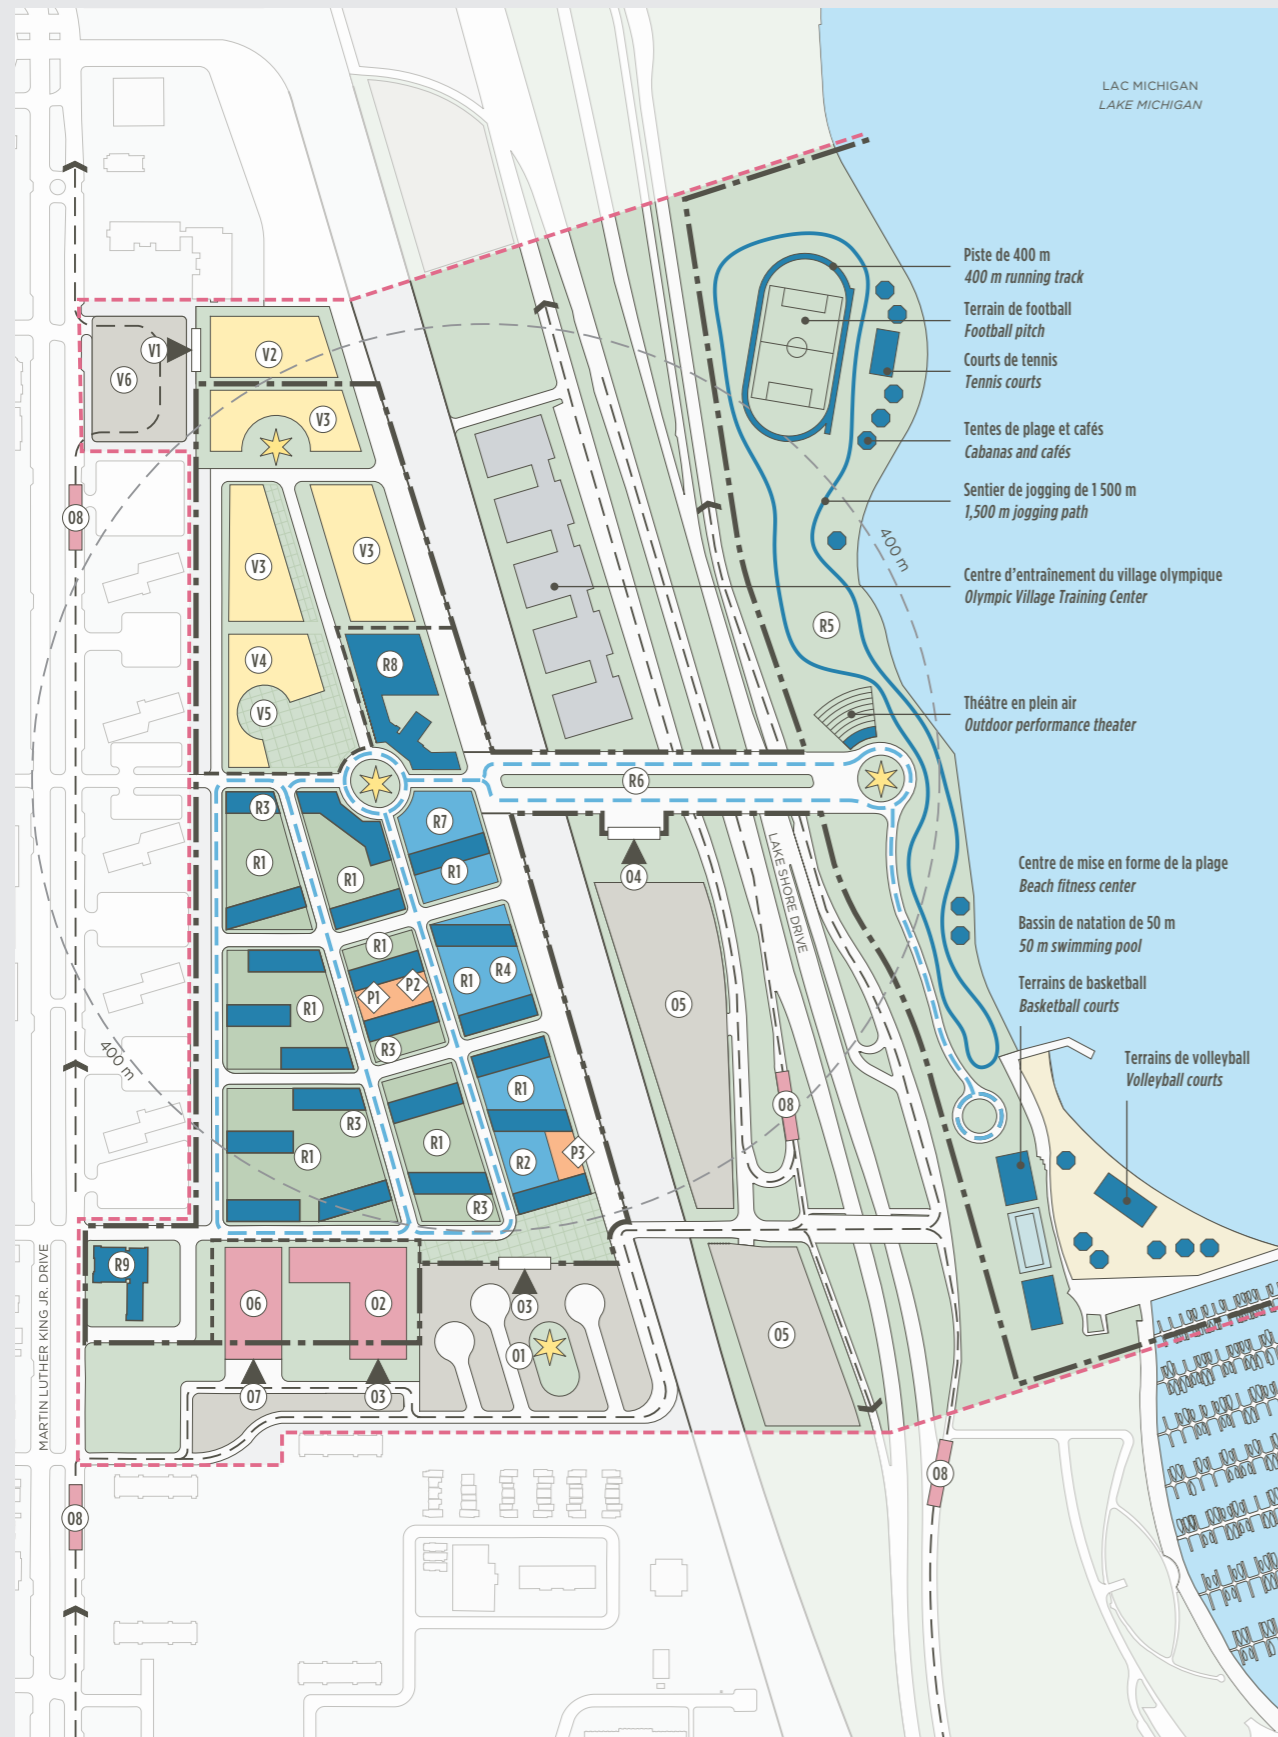 LAC MICHIGAN
LAKE MICHIGAN
Piste de 400 m
400 m running track
Terrain de football
Football pitch
Courts de tennis
Tennis courts
Tentes de plage et cafés
Cabanas and cafés
Sentier de jogging de 1 500 m
1,500 m jogging path
400 m
Centre d'entraînement du village olympique
Olympic Village Training Center
Théâtre en plein air
Outdoor performance theater
Centre de mise en forme de la plage
Beach fitness center
Bassin de natation de 50 m
50 m swimming pool
Terrains de basketball
Basketball courts
Terrains de volleyball
Volleyball courts
V1
V2
V6
V3
08
V3
V3
R5
V4
R8
V5
R6
R3
R7
R1
R1
R1
04
LAKE SHORE DRIVE
R1
R1
R4
P1
P2
R1
05
R3
400 m
R1
08
R3
R1
R1
R2
P3
R3
R9
06
02
03
01
05
07
03
MARTIN LUTHER KING JR. DRIVE
08
08